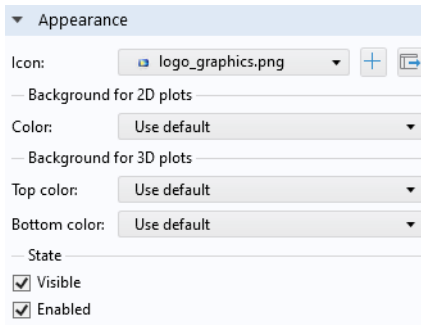 Appearance
Icon: logo_graphics.png
Background for 2D plots
Color: Use default
Background for 3D plots
Top color: Use default
Bottom color: Use default
State
Visible
Enabled